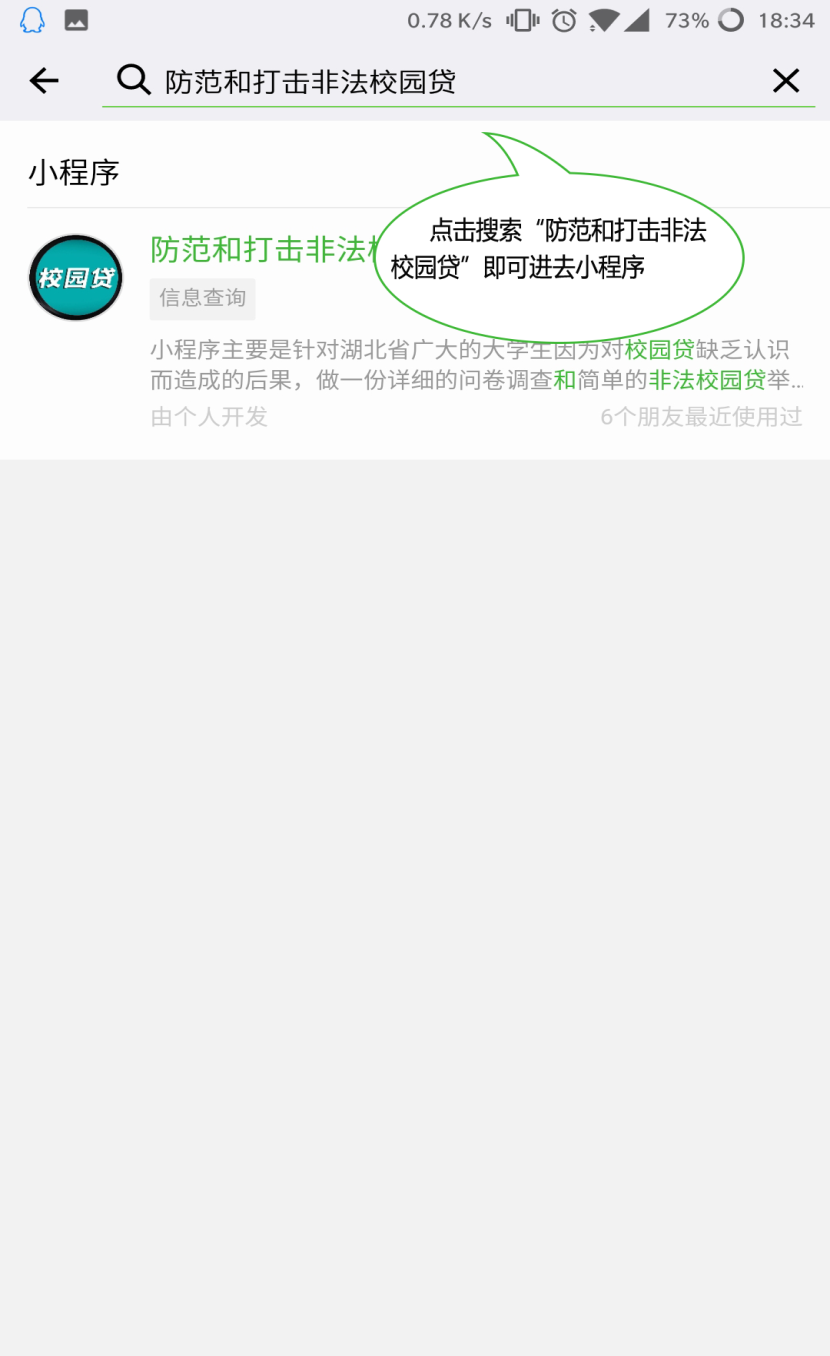 0.78 K/s 73% 18:34
防范和打击非法校园贷
小程序
点击搜索“防范和打击非法
校园贷”即可进去小程序
防范和打击非法
校园贷
信息查询
小程序主要是针对湖北省广大的大学生因为对校园贷缺乏认识
而造成的后果，做一份详细的问卷调查和简单的非法校园贷举...
由个人开发 6个朋友最近使用过